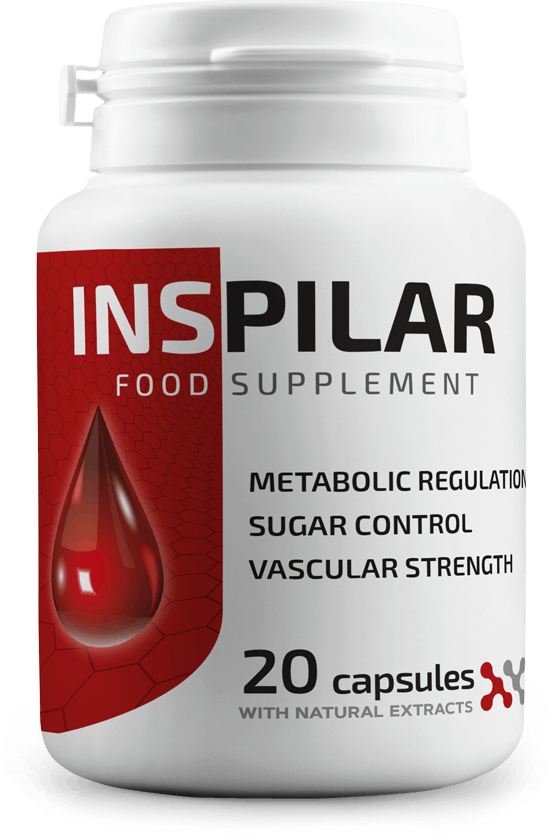 INSPILAR
FOOD SUPPLEMENT
METABOLIC REGULATION
SUGAR CONTROL
VASCULAR STRENGTH
20 capsules
WITH NATURAL EXTRACTS